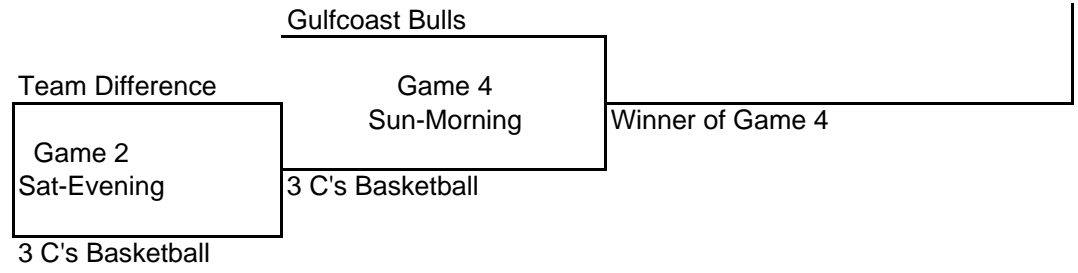 Gulfcoast Bulls
Team Difference
Game 4
Sun-Morning
Winner of Game 4
Game 2
Sat-Evening
3 C's Basketball
3 C's Basketball